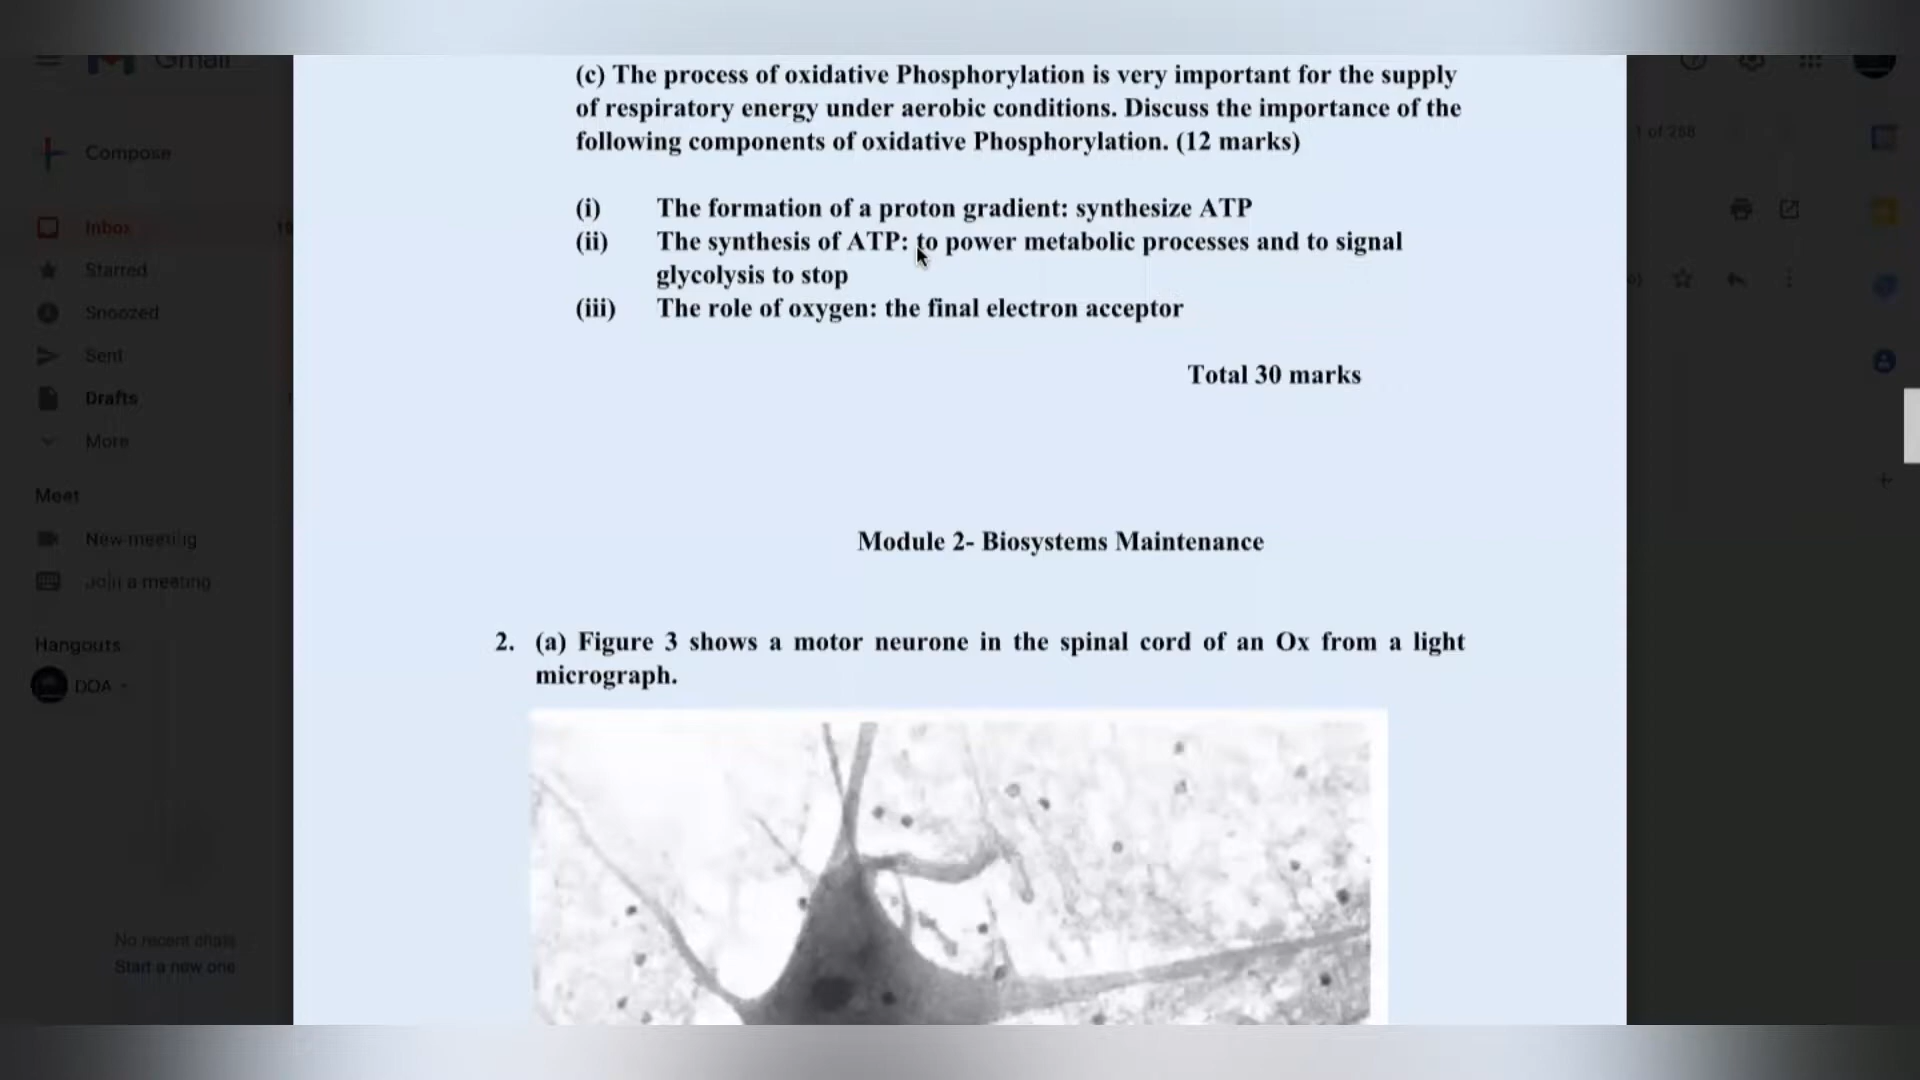 Gmail
Compose
Inbox
Starred
Snoozed
Sent
Drafts
More
Meet
New meeting
Join a meeting
Hangouts
DOA
No recent chats
Start a new one
(c) The process of oxidative Phosphorylation is very important for the supply
of respiratory energy under aerobic conditions. Discuss the importance of the
following components of oxidative Phosphorylation. (12 marks)
(i) The formation of a proton gradient: synthesize ATP
(ii) The synthesis of ATP: to power metabolic processes and to signal
glycolysis to stop
(iii) The role of oxygen: the final electron acceptor
Total 30 marks
Module 2- Biosystems Maintenance
2. (a) Figure 3 shows a motor neurone in the spinal cord of an Ox from a light
micrograph.
1 of 268